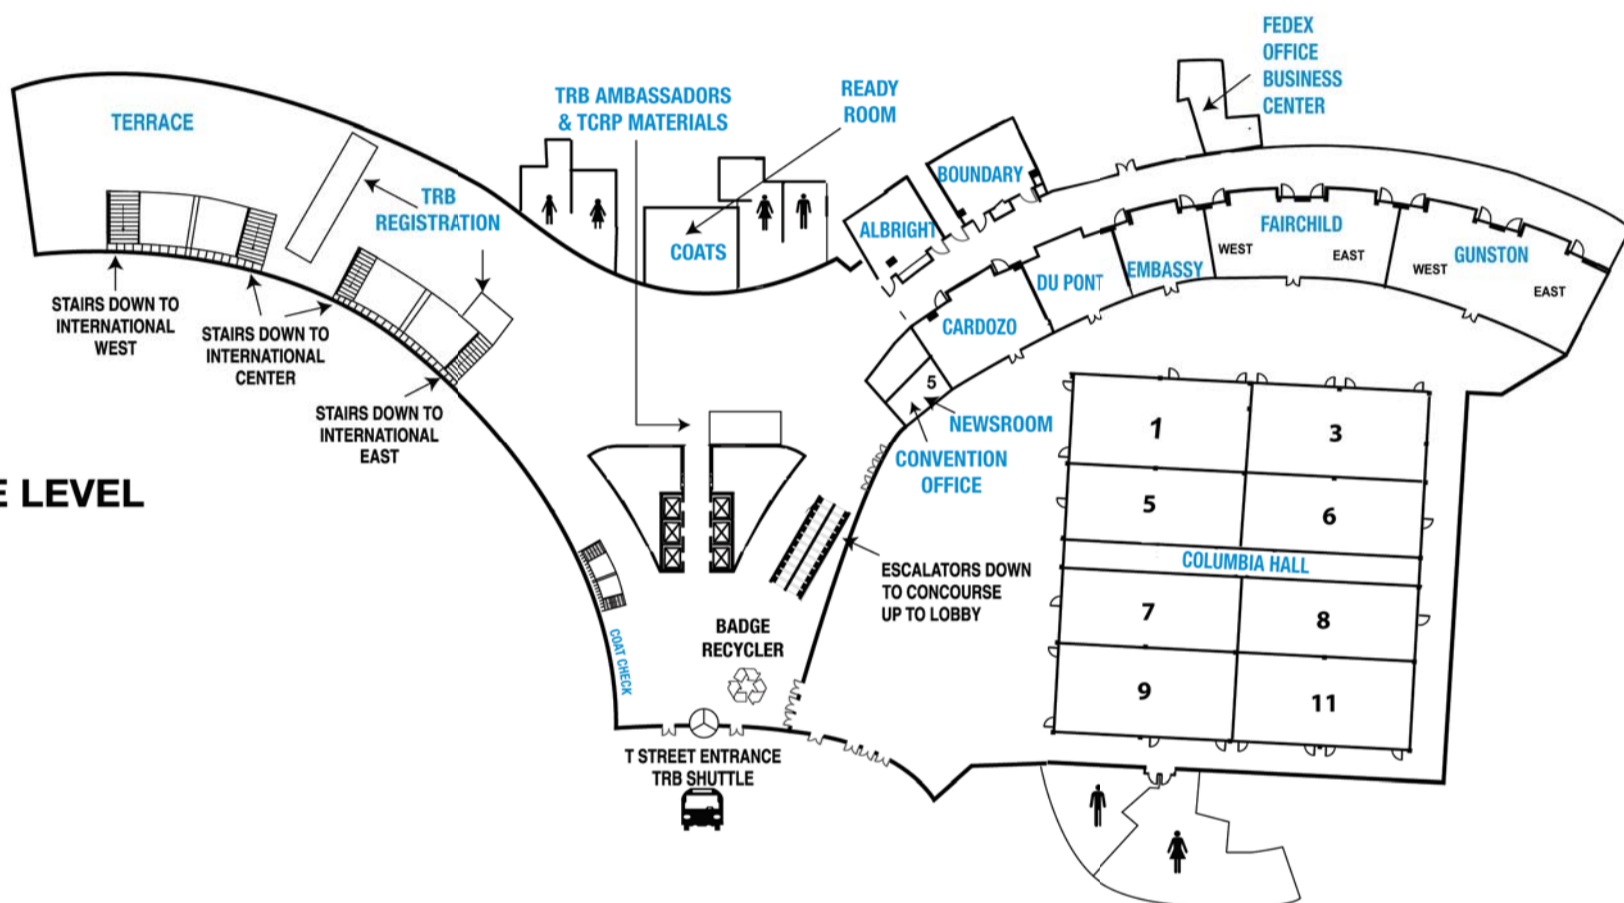 TERRACE
TRB
REGISTRATION
TRB AMBASSADORS
& TCRP MATERIALS
READY
ROOM
COATS
ALBRIGHT
BOUNDARY
FEDEX
OFFICE
BUSINESS
CENTER
CARDOZO
DU PONT
EMBASSY
WEST
FAIRCHILD
EAST
WEST
GUNSTON
EAST
STAIRS DOWN TO
INTERNATIONAL
WEST
STAIRS DOWN TO
INTERNATIONAL
CENTER
STAIRS DOWN TO
INTERNATIONAL
EAST
5
NEWSROOM
CONVENTION
OFFICE
E LEVEL
ESCALATORS DOWN
TO CONCOURSE
UP TO LOBBY
1
3
5
6
COLUMBIA HALL
7
8
9
11
COAT CHECK
BADGE
RECYCLER
T STREET ENTRANCE
TRB SHUTTLE